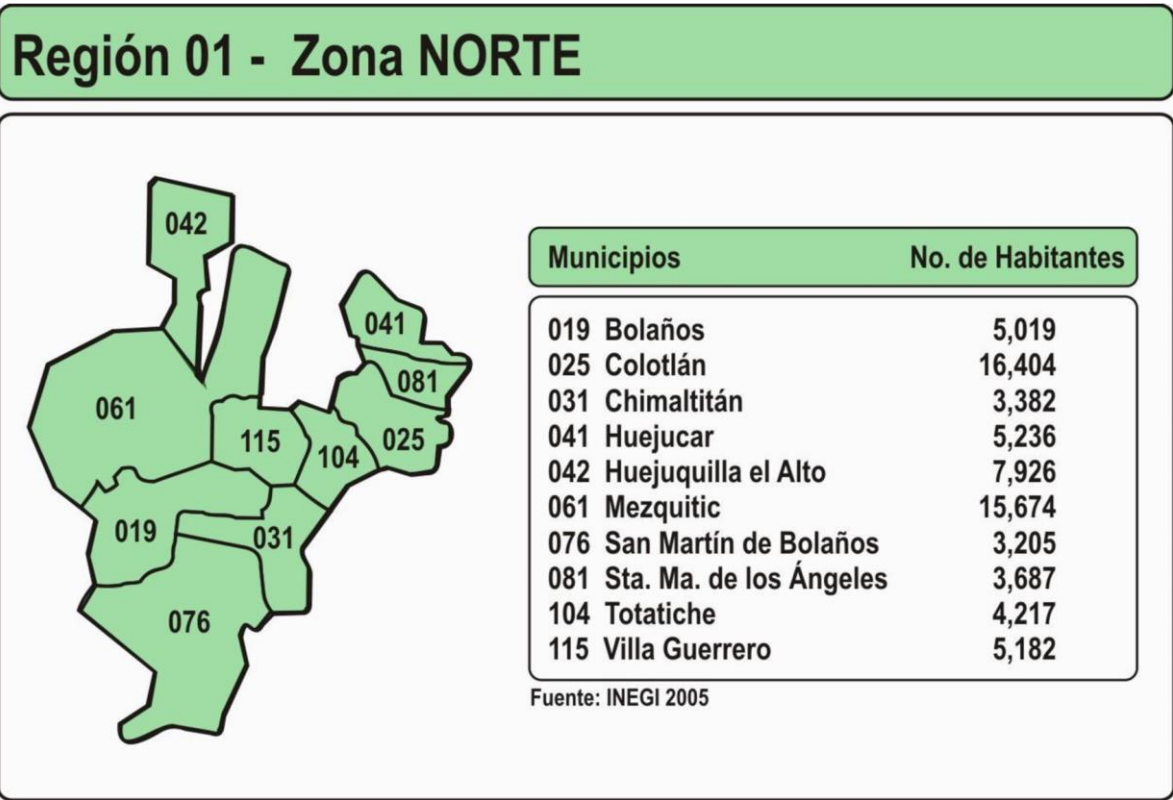 Región 01 - Zona NORTE
042
041
081
061
115
104
025
019
031
076
Municipios No. de Habitantes
019 Bolaños 5,019
025 Colotlán 16,404
031 Chimaltitán 3,382
041 Huejucar 5,236
042 Huejuquilla el Alto 7,926
061 Mezquitic 15,674
076 San Martín de Bolaños 3,205
081 Sta. Ma. de los Ángeles 3,687
104 Totatiche 4,217
115 Villa Guerrero 5,182
Fuente: INEGI 2005